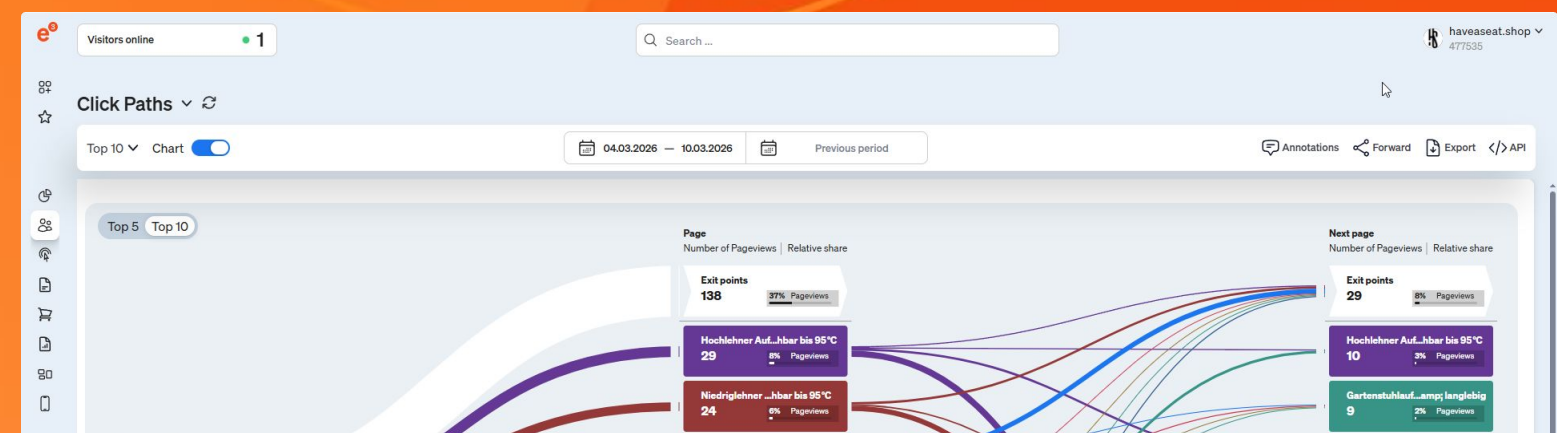 e3
Visitors online 1
Search ...
haveaseat.shop
477535
Click Paths
Top 10 Chart
04.03.2026 — 10.03.2026
Previous period
Annotations Forward Export </> API
Top 5 Top 10
Page
Number of Pageviews | Relative share
Exit points
138 37% Pageviews
Hochlehner Auf...hbar bis 95°C
29 8% Pageviews
Niedriglehner ...hbar bis 95°C
24 6% Pageviews
Next page
Number of Pageviews | Relative share
Exit points
29 8% Pageviews
Hochlehner Auf...hbar bis 95°C
10 3% Pageviews
Gartenstuhlauf...amp; langlebig
9 2% Pageviews